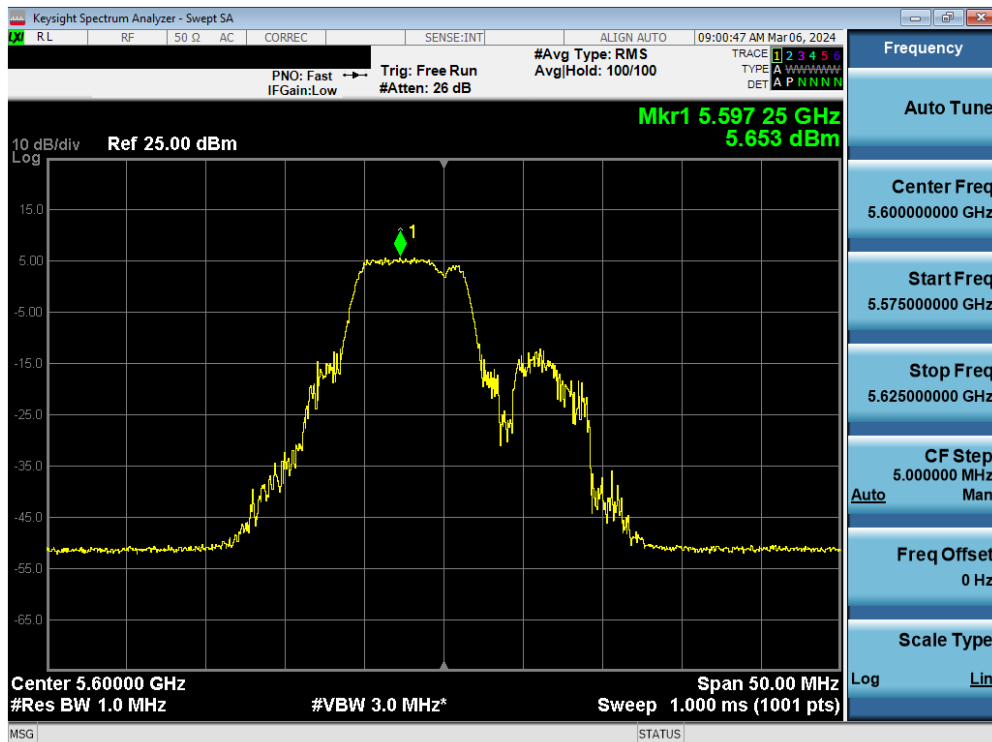 Keysight Spectrum Analyzer - Swept SA
LXI RL RF 50 Ω AC CORREC SENSE:INT ALIGN AUTO 09:00:47 AM Mar 06, 2024
PNO: Fast
IFGain:Low
Trig: Free Run
#Atten: 26 dB
#Avg Type: RMS
Avg|Hold: 100/100
TRACE 1 2 3 4 5 6
TYPE A WWWWW
DET A P N N N N
Mkr1 5.597 25 GHz
5.653 dBm
10 dB/div
Log
Ref 25.00 dBm
15.0
5.00
-5.00
-15.0
-25.0
-35.0
-45.0
-55.0
-65.0
1
Center 5.60000 GHz
Span 50.00 MHz
#Res BW 1.0 MHz
#VBW 3.0 MHz*
Sweep 1.000 ms (1001 pts)
MSG
STATUS
Frequency
Auto Tune
Center Freq
5.600000000 GHz
Start Freq
5.575000000 GHz
Stop Freq
5.625000000 GHz
CF Step
5.000000 MHz
Auto Man
Freq Offset
0 Hz
Scale Type
Log Lin